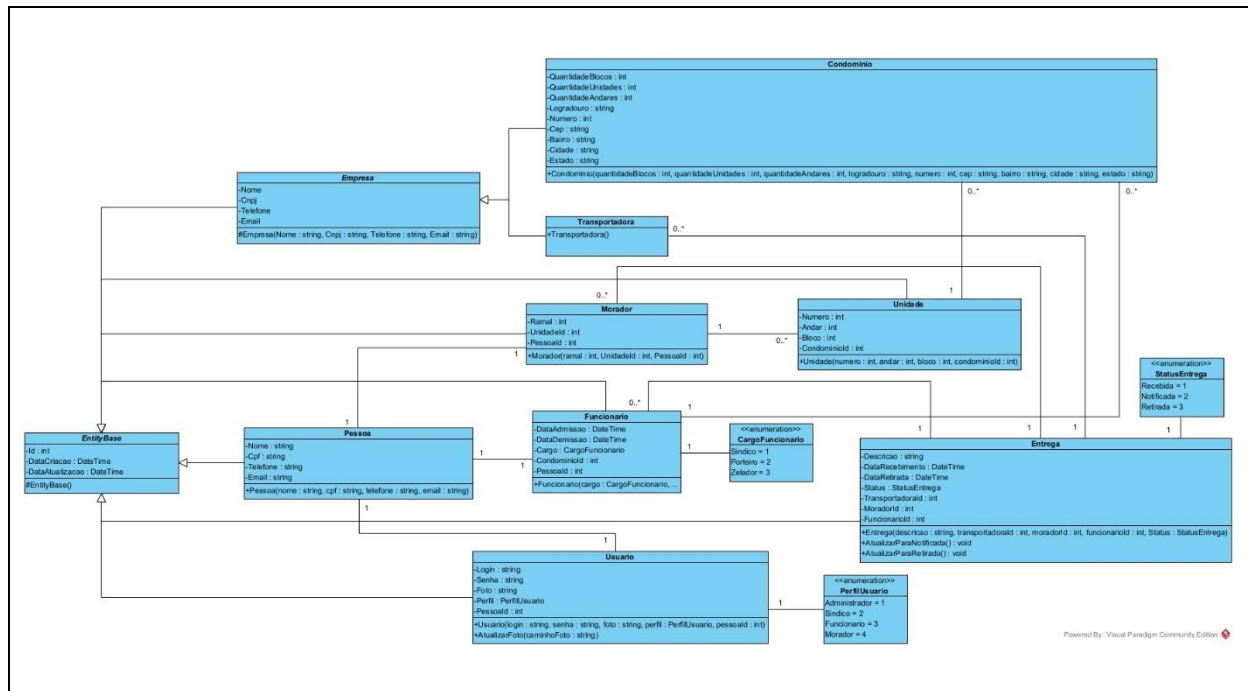 Condominio
-QuantidadeBlocos : int
-QuantidadeUnidades : int
-QuantidadeAndares : int
-Logradouro : string
-Numero : int
-Cep : string
-Bairro : string
-Cidade : string
-Estado : string
+Condominio(quantidadeBlocos : int, quantidadeUnidades : int, quantidadeAndares : int, logradouro : string, numero : int, cep : string, bairro : string, cidade : string, estado : string)
0..*
0..*
Empresa
-Nome
-Cnpj
-Telefone
-Email
#Empresa(Nome : string, Cnpj : string, Telefone : string, Email : string)
Transportadora
+Transportadora()
0..*
0..*
Morador
-Ramal : int
-UnidadeId : int
-PessoaId : int
+Morador(ramal : int, UnidadeId : int, PessoaId : int)
1
1
0..*
1
Unidade
-Numero : int
-Andar : int
-Bloco : int
-CondominioId : int
+Unidade(numero : int, andar : int, bloco : int, condominioId : int)
<<enumeration>>
StatusEntrega
Recebida = 1
Notificada = 2
Retirada = 3
0..*
1
Funcionario
-DataAdmissao : DateTime
-DataDemissao : DateTime
-Cargo : CargoFuncionario
-CondominioId : int
-PessoaId : int
+Funcionario(cargo : CargoFuncionario, ...
1
1
<<enumeration>>
CargoFuncionario
Sindico = 1
Porteiro = 2
Zelador = 3
1
1
1
1
1
EntityBase
-Id : int
-DataCriacao : DateTime
-DataAtualizacao : DateTime
#EntityBase()
1
Pessoa
-Nome : string
-Cpf : string
-Telefone : string
-Email : string
+Pessoa(nome : string, cpf : string, telefone : string, email : string)
1
1
Entrega
-Descricao : string
-DataRecebimento : DateTime
-DataRetirada : DateTime
-Status : StatusEntrega
-TransportadoraId : int
-MoradorId : int
-FuncionarioId : int
+Entrega(descricao : string, transportadoraId : int, moradorId : int, funcionarioId : int, Status : StatusEntrega)
+AtualizarParaNotificada() : void
+AtualizarParaRetirada() : void
1
1
Usuario
-Login : string
-Senha : string
-Foto : string
-Perfil : PerfilUsuario
-PessoaId : int
+Usuario(login : string, senha : string, foto : string, perfil : PerfilUsuario, pessoaId : int)
+AtualizarFoto(caminhoFoto : string)
1
<<enumeration>>
PerfilUsuario
Administrador = 1
Sindico = 2
Funcionario = 3
Morador = 4
Powered By: Visual Paradigm Community Edition